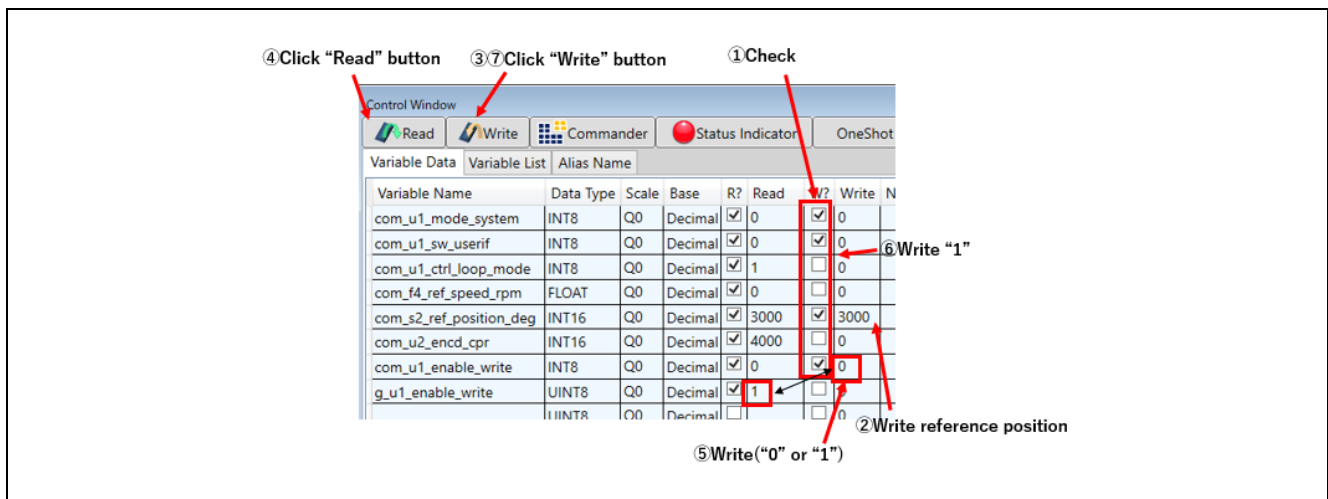 ④Click “Read” button ③⑦Click “Write” button ①Check
Control Window
Read Write Commander Status Indicator OneShot
Variable Data Variable List Alias Name
Variable Name Data Type Scale Base R? Read W? Write N
com_u1_mode_system INT8 Q0 Decimal 0 0
com_u1_sw_userif INT8 Q0 Decimal 0 0
⑥Write “1”
com_u1_ctrl_loop_mode INT8 Q0 Decimal 1 0
com_f4_ref_speed_rpm FLOAT Q0 Decimal 0 0
com_s2_ref_position_deg INT16 Q0 Decimal 3000 3000
com_u2_encd_cpr INT16 Q0 Decimal 4000 0
com_u1_enable_write INT8 Q0 Decimal 0 0
g_u1_enable_write UINT8 Q0 Decimal 1
UINT8 Q0 Decimal 0
②Write reference position
⑤Write(“0” or “1”)